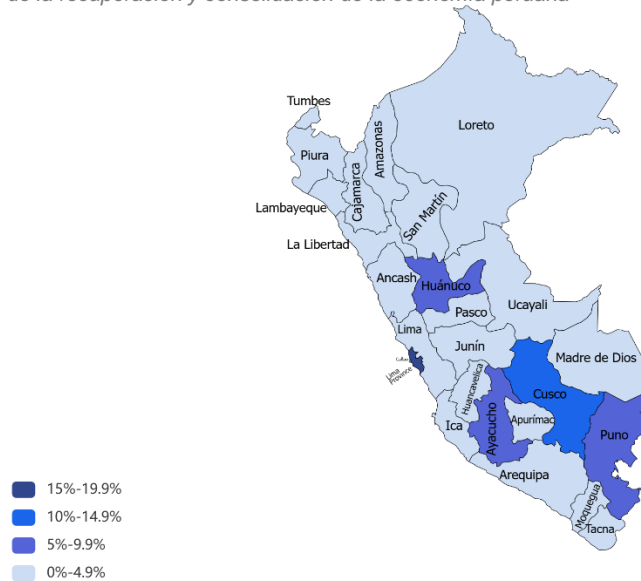 de la recuperación y consolidación de la economía peruana
Tumbes
Loreto
Amazonas
Piura
Cajamarca
San Martín
Lambayeque
La Libertad
Ancash
Huánuco
Ucayali
Pasco
Lima
Junín
Callao
Madre de Dios
Lima
Province
Huancavelica
Cusco
Ica
Ayacucho
Apurímac
Puno
Arequipa
Moquegua
Tacna
15%-19.9%
10%-14.9%
5%-9.9%
0%-4.9%